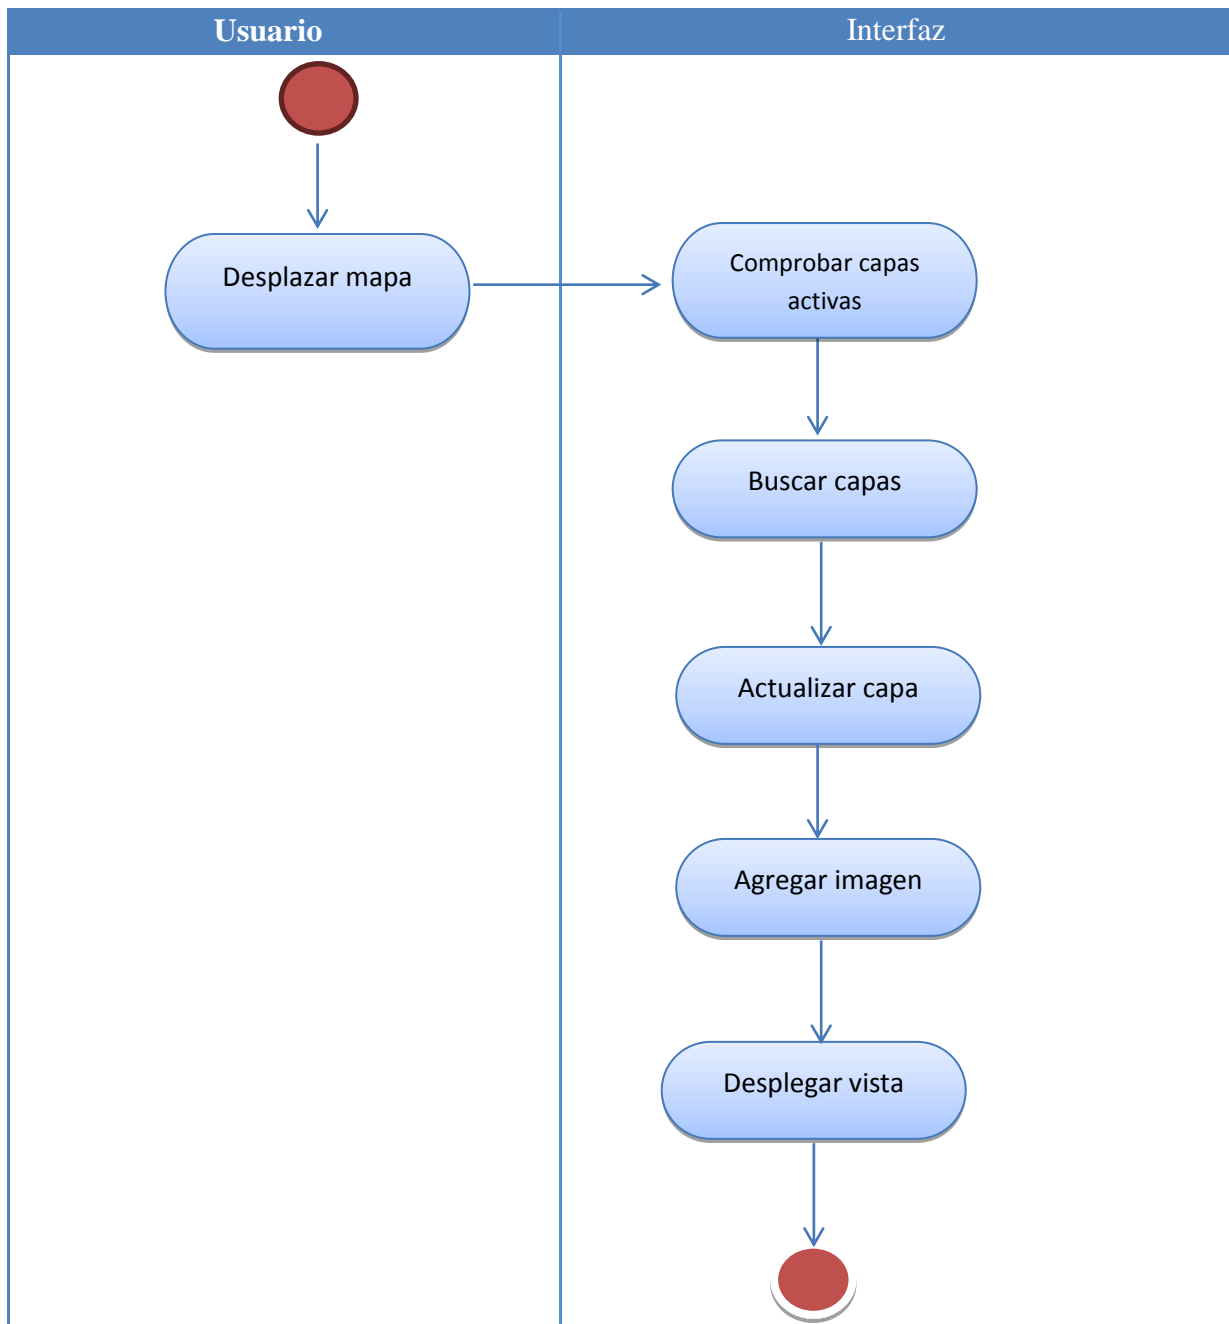 Usuario
Interfaz
Desplazar mapa
Comprobar capas
activas
Buscar capas
Actualizar capa
Agregar imagen
Desplegar vista